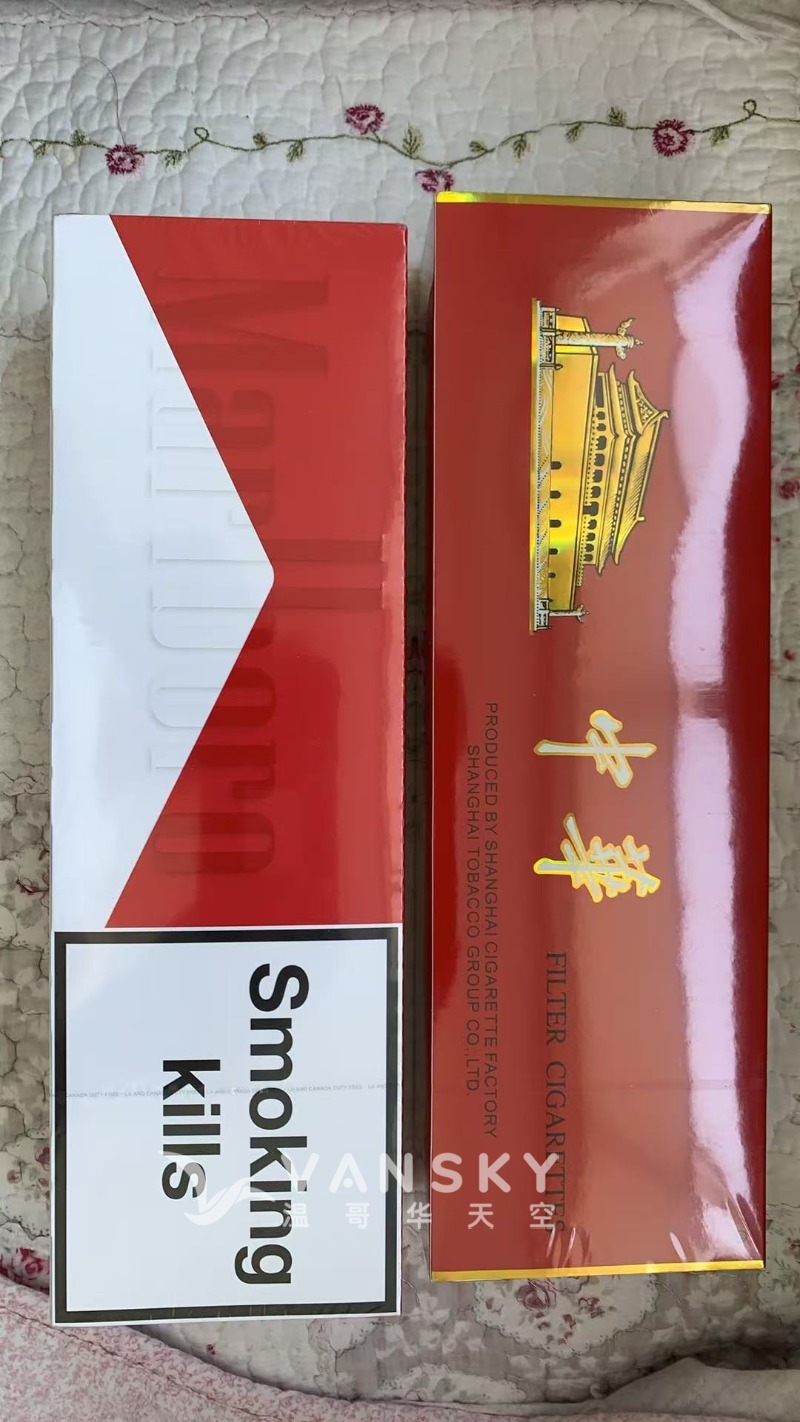 Marlboro
Smoking
kills
中华
FILTER CIGARETTES
PRODUCED BY SHANGHAI CIGARETTE FACTORY
SHANGHAI TOBACCO GROUP CO.,LTD.
VANSKY
温哥华天空